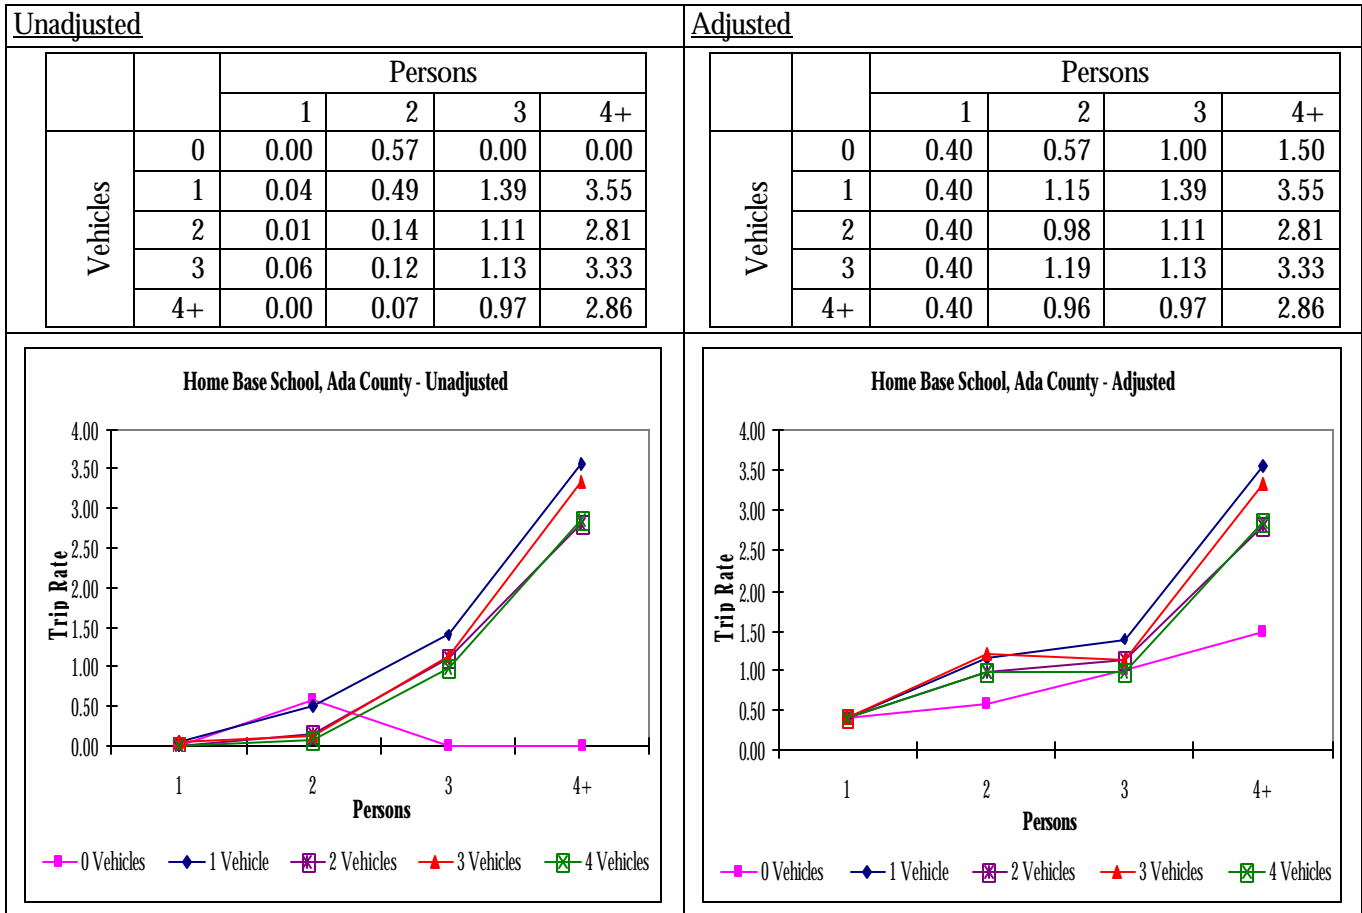 Unadjusted
Persons
1 2 3 4+
Vehicles
0 0.00 0.57 0.00 0.00
1 0.04 0.49 1.39 3.55
2 0.01 0.14 1.11 2.81
3 0.06 0.12 1.13 3.33
4+ 0.00 0.07 0.97 2.86
Adjusted
Persons
1 2 3 4+
Vehicles
0 0.40 0.57 1.00 1.50
1 0.40 1.15 1.39 3.55
2 0.40 0.98 1.11 2.81
3 0.40 1.19 1.13 3.33
4+ 0.40 0.96 0.97 2.86
Home Base School, Ada County - Unadjusted
Trip Rate
4.00
3.50
3.00
2.50
2.00
1.50
1.00
0.50
0.00
1 2 3 4+
Persons
0 Vehicles 1 Vehicle 2 Vehicles 3 Vehicles 4 Vehicles
Home Base School, Ada County - Adjusted
Trip Rate
4.00
3.50
3.00
2.50
2.00
1.50
1.00
0.50
0.00
1 2 3 4+
Persons
0 Vehicles 1 Vehicle 2 Vehicles 3 Vehicles 4 Vehicles